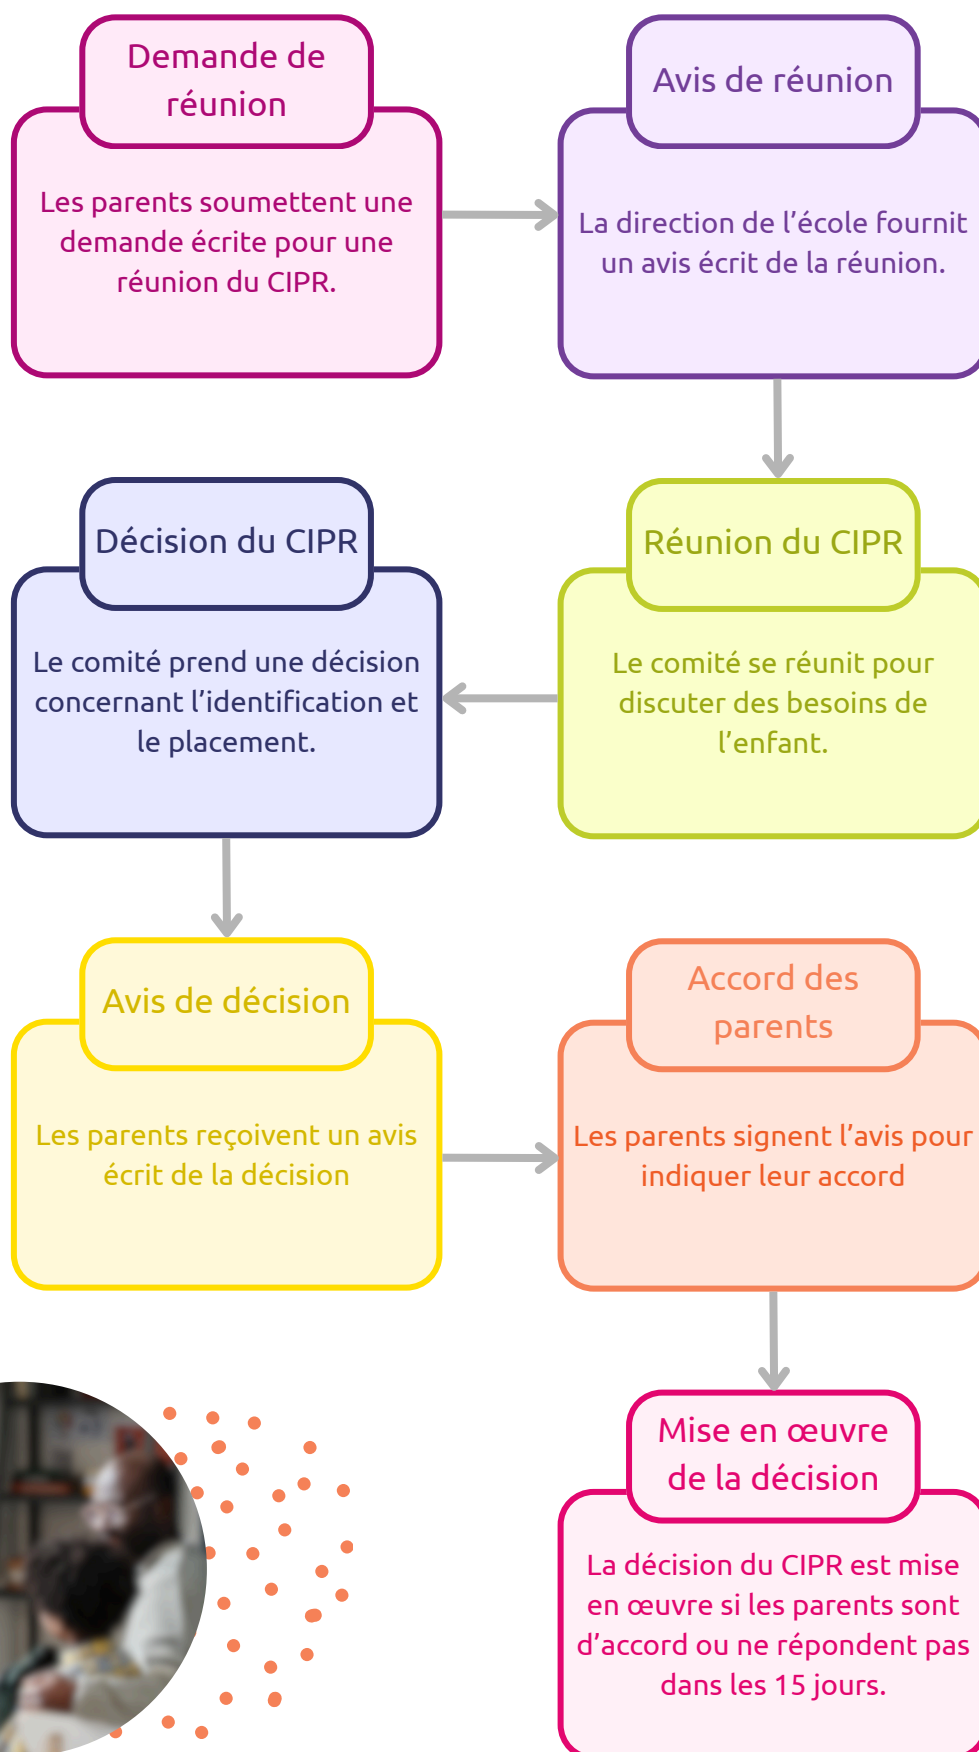 Demande de
réunion
Les parents soumettent une
demande écrite pour une
réunion du CIPR.
Avis de réunion
La direction de l’école fournit
un avis écrit de la réunion.
Réunion du CIPR
Le comité se réunit pour
discuter des besoins de
l’enfant.
Décision du CIPR
Le comité prend une décision
concernant l’identification et
le placement.
Avis de décision
Les parents reçoivent un avis
écrit de la décision
Accord des
parents
Les parents signent l’avis pour
indiquer leur accord
Mise en œuvre
de la décision
La décision du CIPR est mise
en œuvre si les parents sont
d’accord ou ne répondent pas
dans les 15 jours.